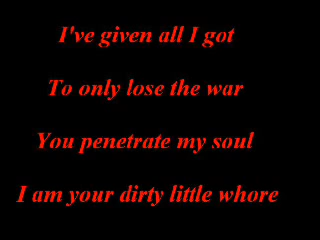 I've given all I got
To only lose the war
You penetrate my soul
I am your dirty little whore